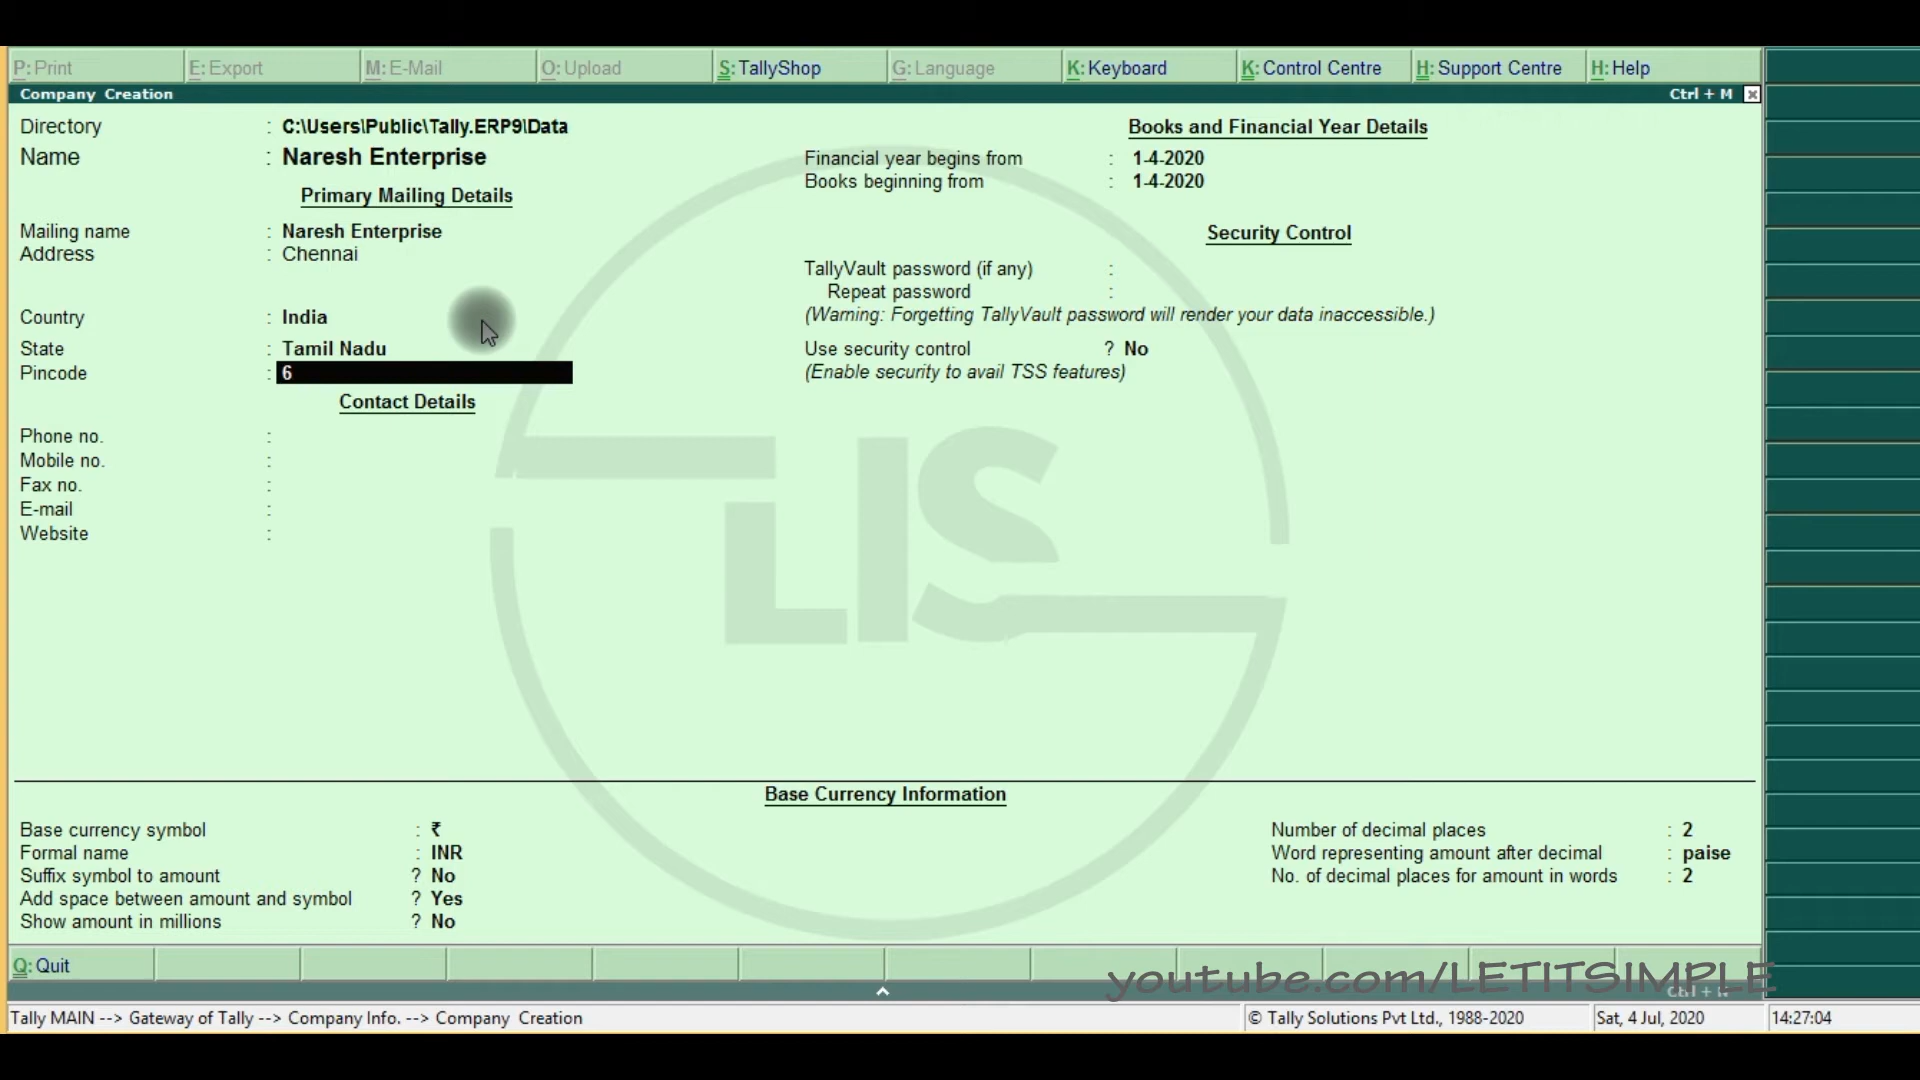 P: Print E: Export M: E-Mail O: Upload S: TallyShop G: Language K: Keyboard K: Control Centre H: Support Centre H: Help
Company Creation Ctrl + M
Directory : C:\Users\Public\Tally.ERP9\Data
Name : Naresh Enterprise
Primary Mailing Details
Mailing name : Naresh Enterprise
Address : Chennai
Country : India
State : Tamil Nadu
Pincode : 6
Contact Details
Phone no. :
Mobile no. :
Fax no. :
E-mail :
Website :
Books and Financial Year Details
Financial year begins from : 1-4-2020
Books beginning from : 1-4-2020
Security Control
TallyVault password (if any) :
Repeat password :
(Warning: Forgetting TallyVault password will render your data inaccessible.)
Use security control ? No
(Enable security to avail TSS features)
LIS
Base Currency Information
Base currency symbol : ₹
Formal name : INR
Suffix symbol to amount ? No
Add space between amount and symbol ? Yes
Show amount in millions ? No
Number of decimal places : 2
Word representing amount after decimal : paise
No. of decimal places for amount in words : 2
Q: Quit
youtube.com/LETITSIMPLE
Ctrl + N
Tally MAIN --> Gateway of Tally --> Company Info. --> Company Creation © Tally Solutions Pvt Ltd., 1988-2020 Sat, 4 Jul, 2020 14:27:04